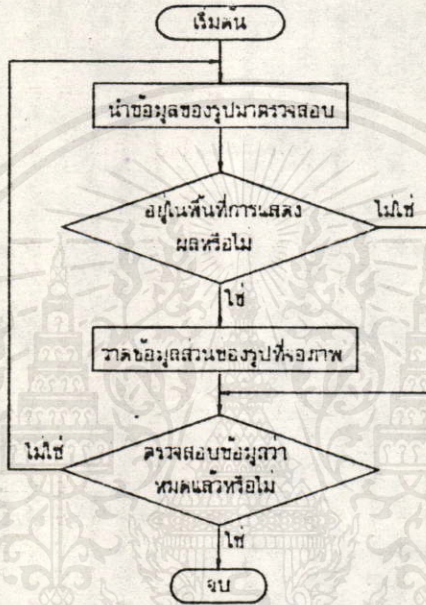 เริ่มต้น
นำข้อมูลของรูปมาตรวจสอบ
อยู่ในพื้นที่การแสดง
ผลหรือไม่
ไม่ใช่
ใช่
วาดข้อมูลส่วนของรูปที่จอภาพ
ไม่ใช่
ตรวจสอบข้อมูลว่า
หมดแล้วหรือไม่
ใช่
จบ